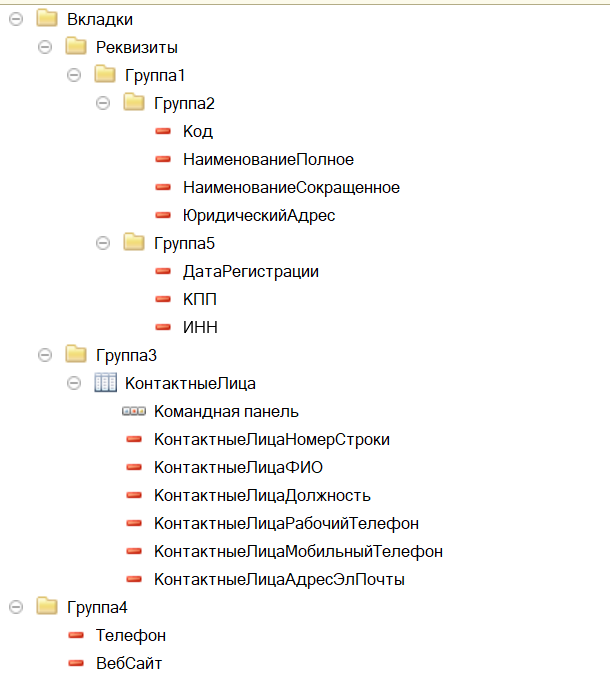 Вкладки
Реквизиты
Группа1
Группа2
Код
НаименованиеПолное
НаименованиеСокращенное
ЮридическийАдрес
Группа5
ДатаРегистрации
КПП
ИНН
Группа3
КонтактныеЛица
Командная панель
КонтактныеЛицаНомерСтроки
КонтактныеЛицаФИО
КонтактныеЛицаДолжность
КонтактныеЛицаРабочийТелефон
КонтактныеЛицаМобильныйТелефон
КонтактныеЛицаАдресЭлПочты
Группа4
Телефон
ВебСайт